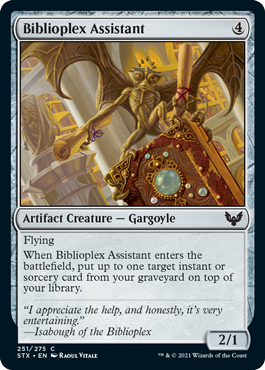 Biblioplex Assistant 4
Artifact Creature — Gargoyle
Flying
When Biblioplex Assistant enters the
battlefield, put up to one target instant or
sorcery card from your graveyard on top of
your library.
“I appreciate the help, and honestly, it’s very
entertaining.”
—Isabough of the Biblioplex
2/1
251/275 C
STX • EN Raoul Vitale
™ & © 2021 Wizards of the Coast